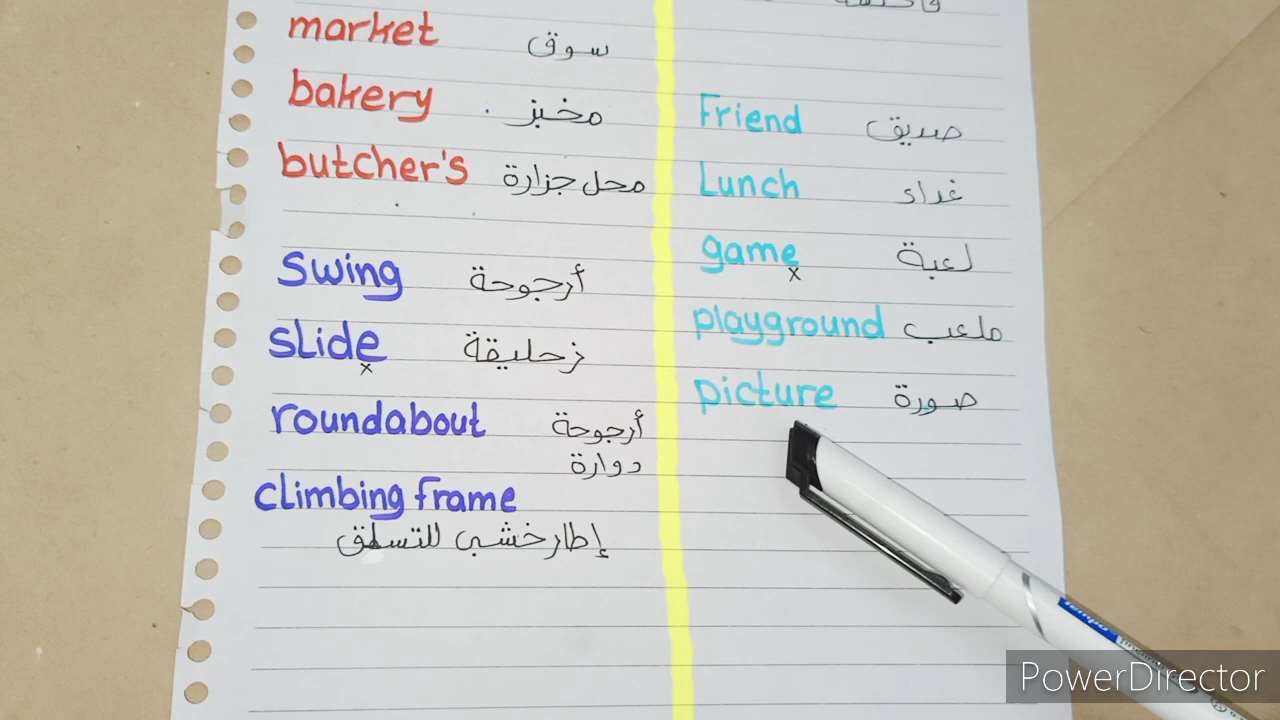 market سوق
bakery مخبز
butcher's محل جزارة
swing أرجوحة
slide زحليقة
x
roundabout أرجوحة
دوارة
climbing frame
إطار خشبي للتسلق
Friend صديق
Lunch غداء
game لعبة
x
playground ملعب
picture صورة
tempo
PowerDirector